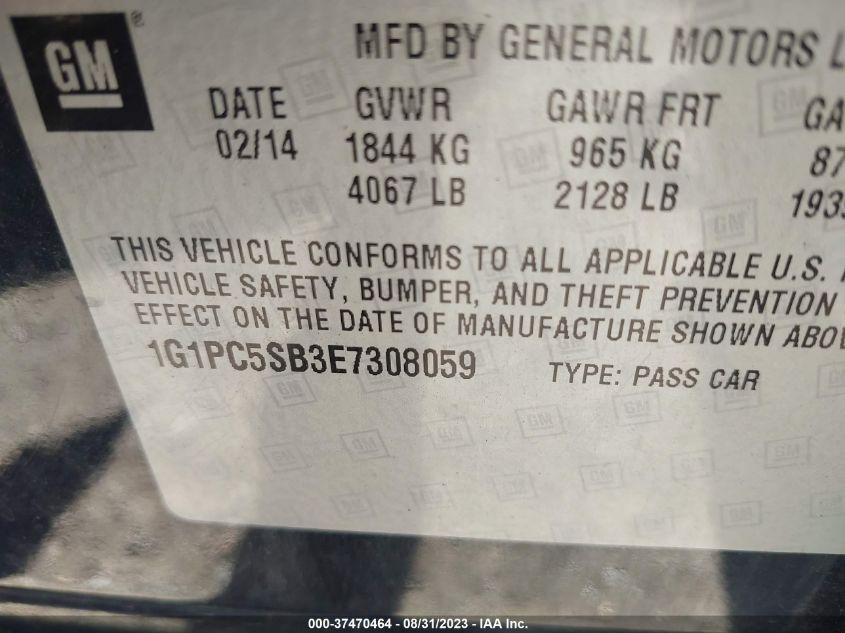 GM
MFD BY GENERAL MOTORS
DATE GVWR GAWR FRT
02/14 1844 KG 965 KG
4067 LB 2128 LB
THIS VEHICLE CONFORMS TO ALL APPLICABLE U.S.
VEHICLE SAFETY, BUMPER, AND THEFT PREVENTION
EFFECT ON THE DATE OF MANUFACTURE SHOWN
1G1PC5SB3E7308059 TYPE: PASS CAR
000-37470464 - 08/31/2023 - IAA Inc.